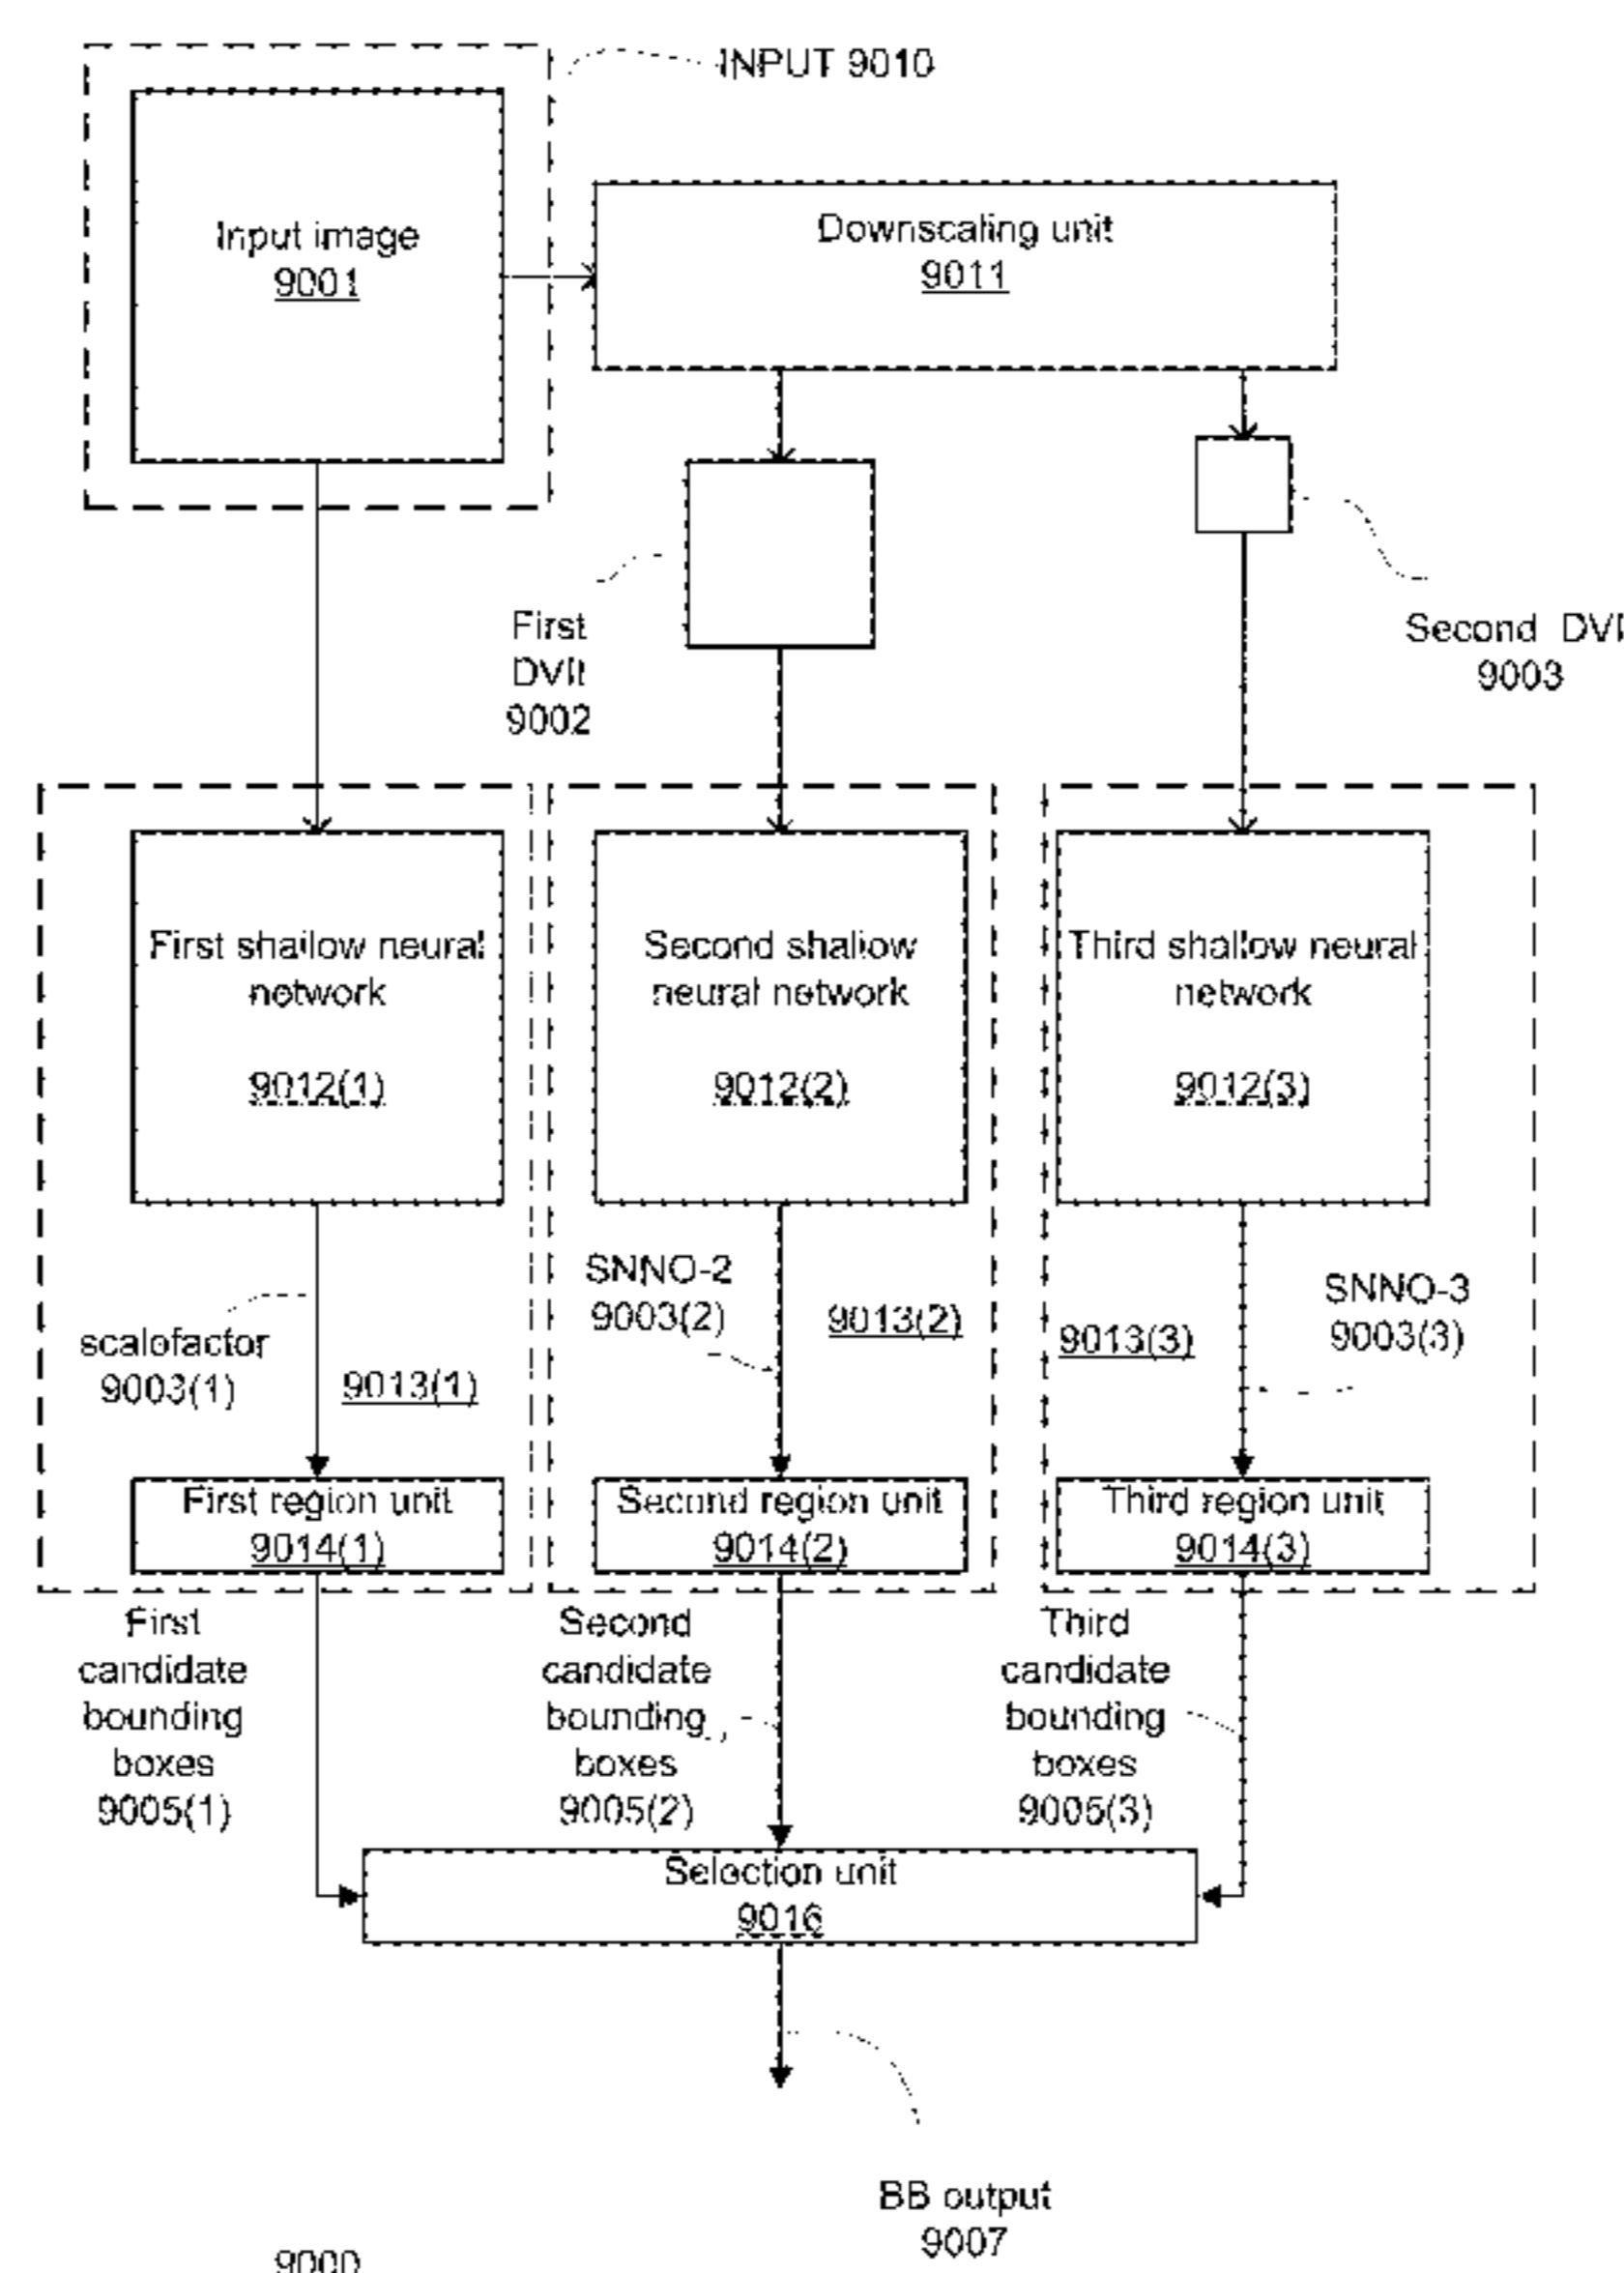 INPUT 9010
Input image
9001
Downscaling unit
9011
First
DVII
9002
Second DVI
9003
First shallow neural
network
9012(1)
Second shallow
neural network
9012(2)
Third shallow neural
network
9012(3)
scalofactor
9003(1)
9013(1)
SNNO-2
9003(2)
9013(2)
9013(3)
SNNO-3
9003(3)
First region unit
9014(1)
Second region unit
9014(2)
Third region unit
9014(3)
First
candidate
bounding
boxes
9005(1)
Second
candidate
bounding
boxes
9005(2)
Third
candidate
bounding
boxes
9005(3)
Selection unit
9016
BB output
9007
9000